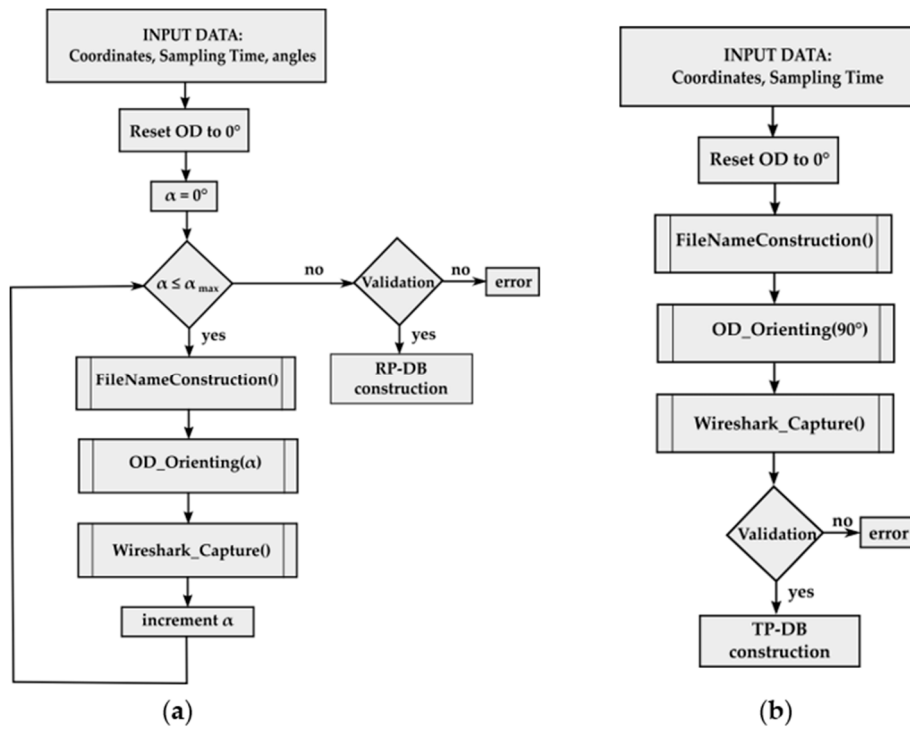 INPUT DATA:
Coordinates, Sampling Time, angles
Reset OD to 0°
α = 0°
α ≤ α max
no
Validation
no
error
yes
yes
FileNameConstruction()
RP-DB
construction
OD_Orienting(α)
Wireshark_Capture()
increment α
(a)
INPUT DATA:
Coordinates, Sampling Time
Reset OD to 0°
FileNameConstruction()
OD_Orienting(90°)
Wireshark_Capture()
Validation
no
error
yes
TP-DB
construction
(b)